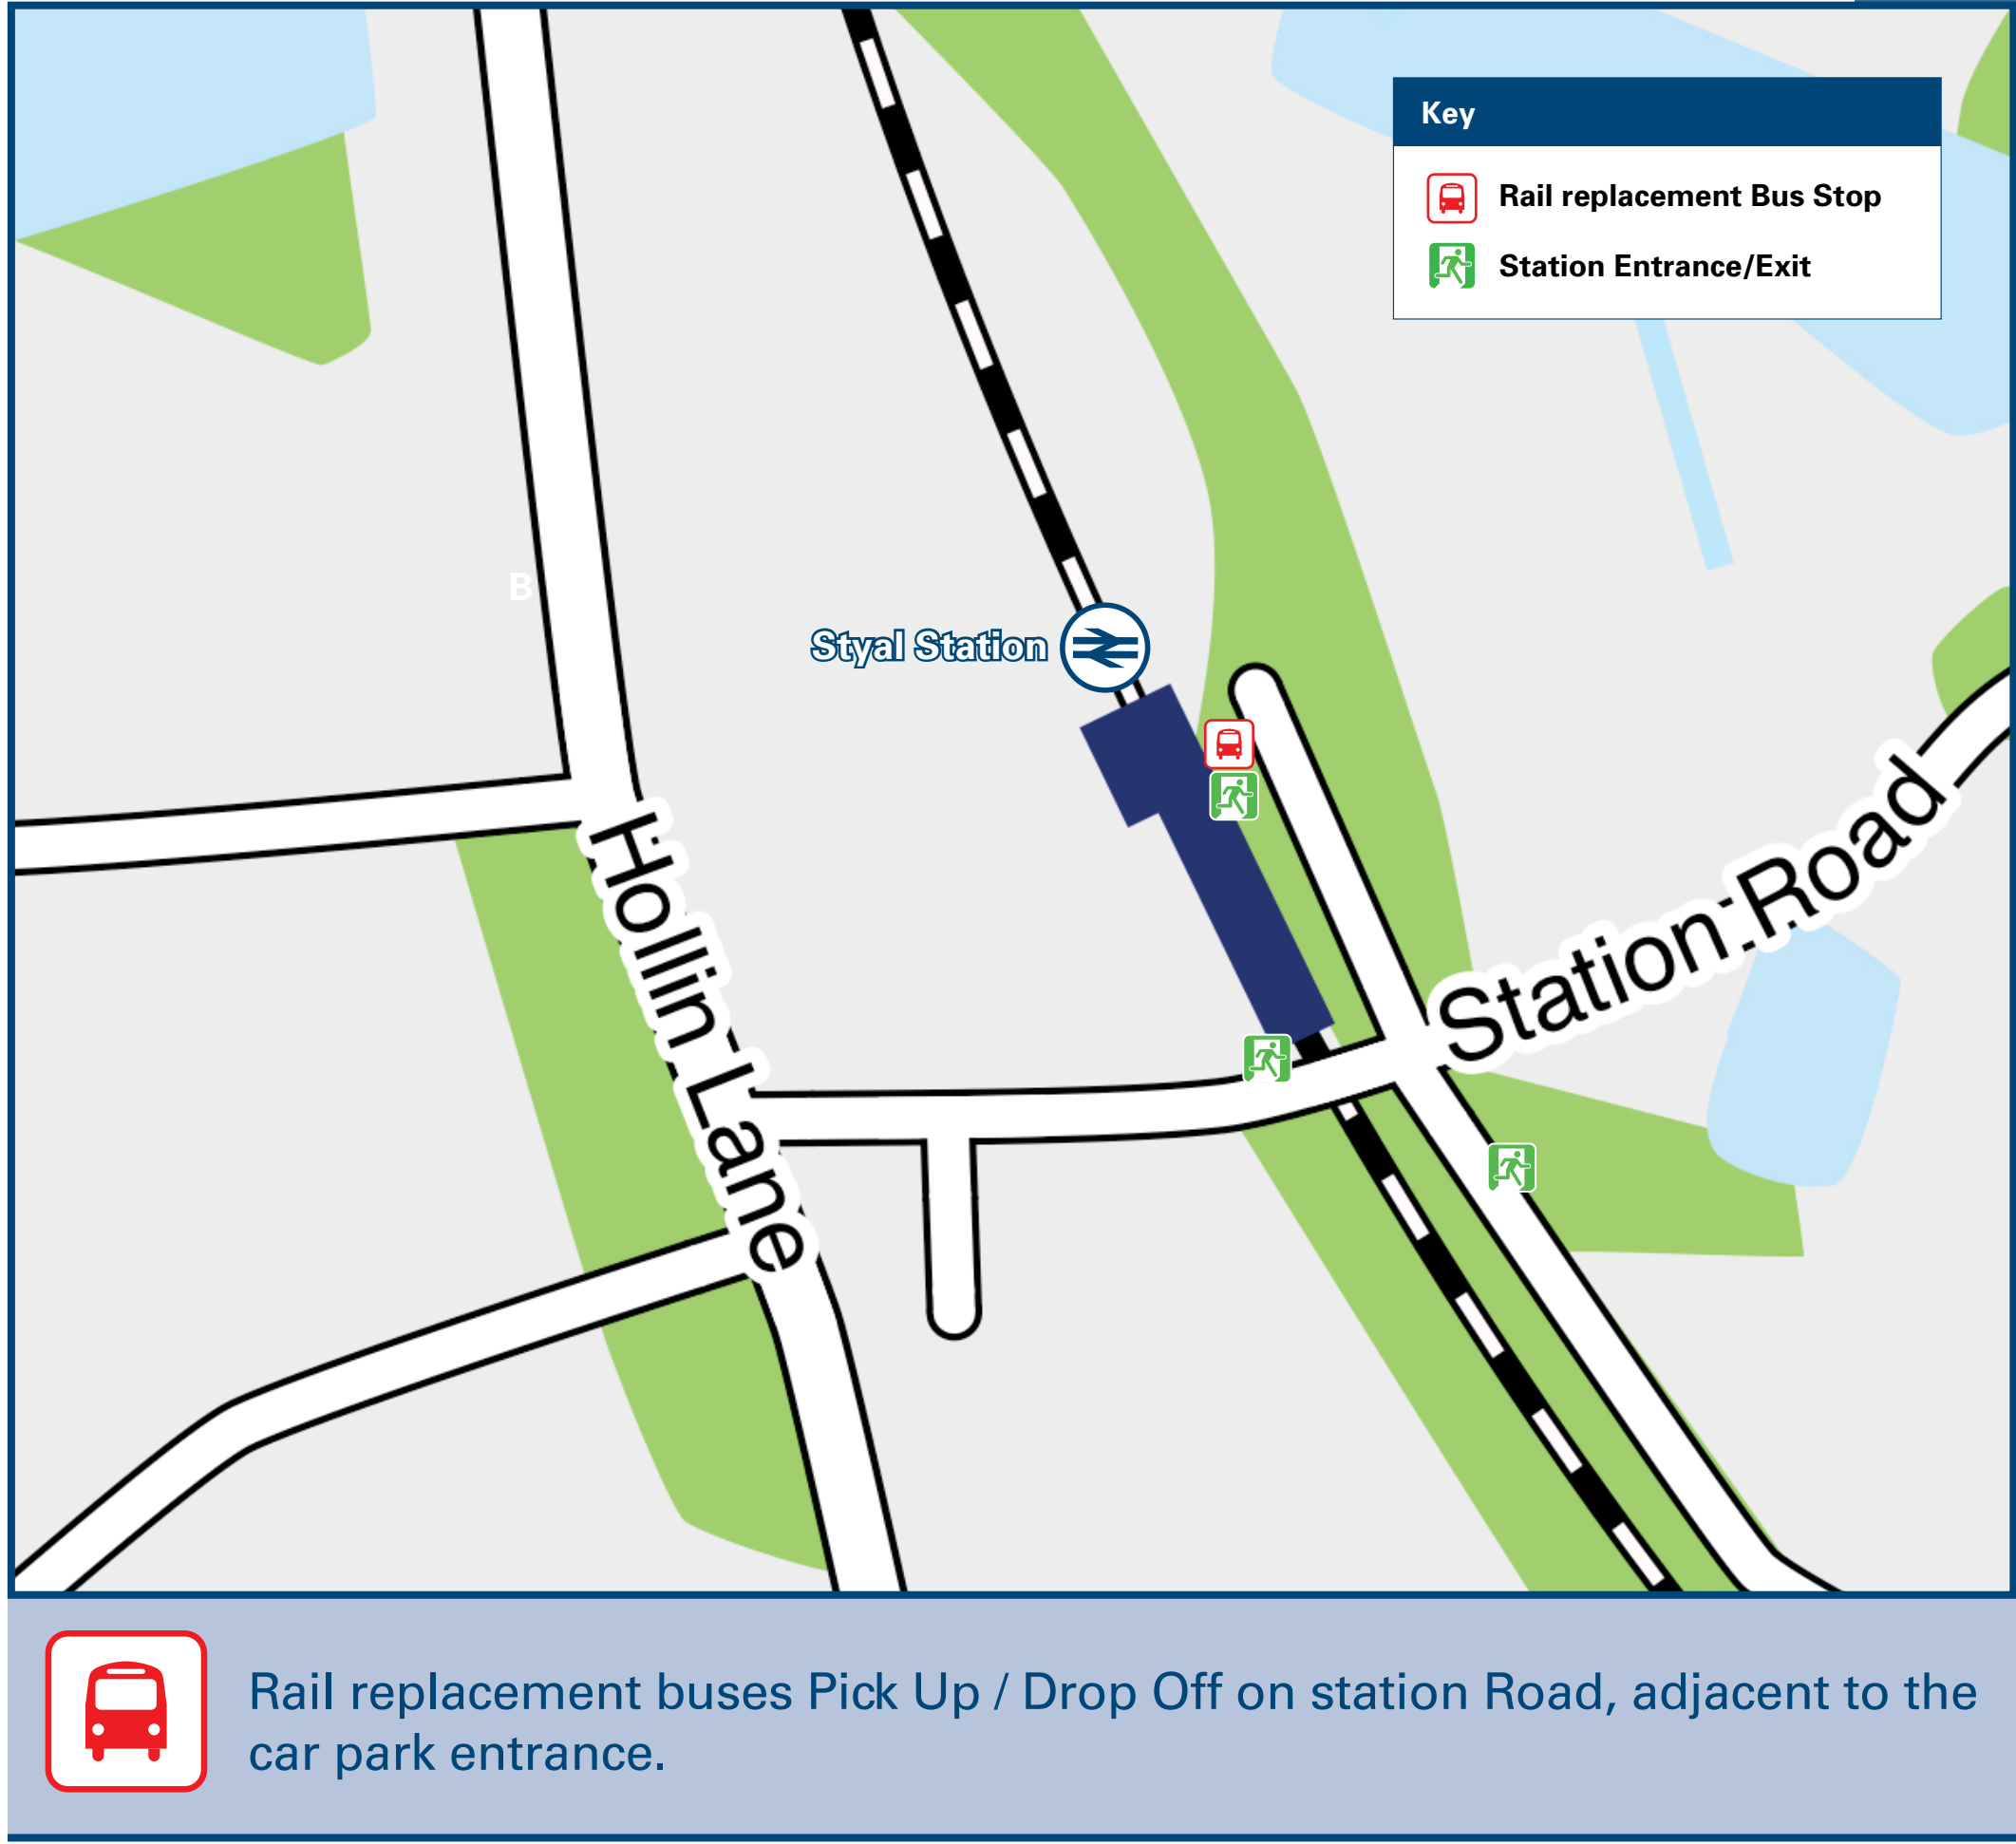 Key
Rail replacement Bus Stop
Station Entrance/Exit
B
Styal Station
Hollin Lane
Station Road
Rail replacement buses Pick Up / Drop Off on station Road, adjacent to the
car park entrance.